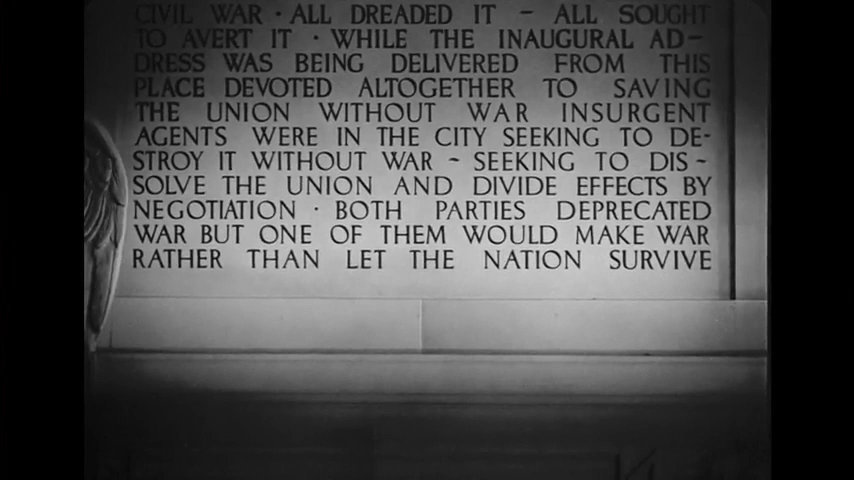 CIVIL WAR · ALL DREADED IT ~ ALL SOUGHT
TO AVERT IT · WHILE THE INAUGURAL AD~
DRESS WAS BEING DELIVERED FROM THIS
PLACE DEVOTED ALTOGETHER TO SAVING
THE UNION WITHOUT WAR INSURGENT
AGENTS WERE IN THE CITY SEEKING TO DE-
STROY IT WITHOUT WAR ~ SEEKING TO DIS~
SOLVE THE UNION AND DIVIDE EFFECTS BY
NEGOTIATION · BOTH PARTIES DEPRECATED
WAR BUT ONE OF THEM WOULD MAKE WAR
RATHER THAN LET THE NATION SURVIVE